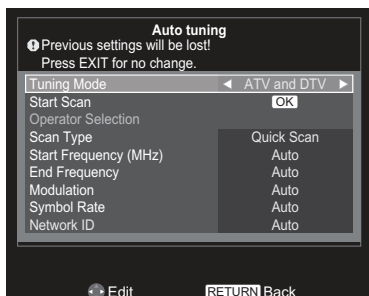 Auto tuning
Previous settings will be lost!
Press EXIT for no change.
Tuning Mode ATV and DTV
Start Scan OK
Operator Selection
Scan Type Quick Scan
Start Frequency (MHz) Auto
End Frequency Auto
Modulation Auto
Symbol Rate Auto
Network ID Auto
Edit RETURN Back